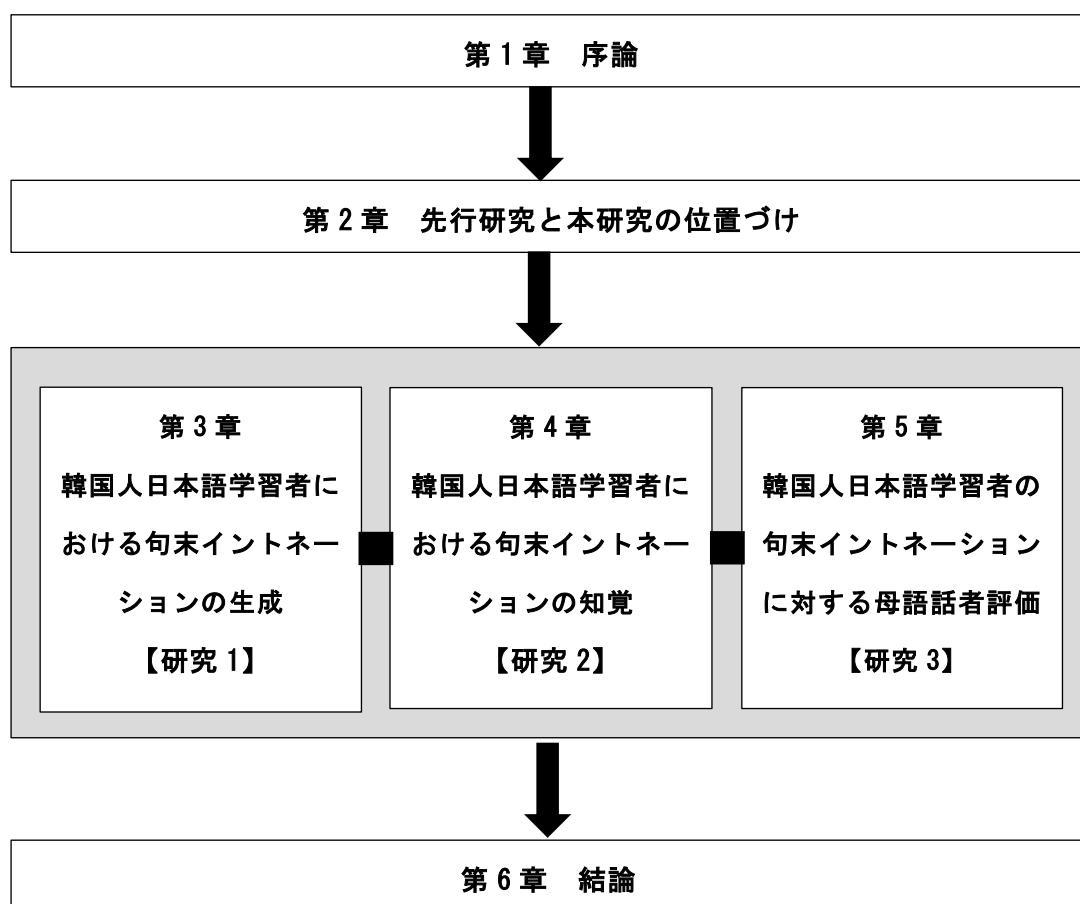 第1章　序論
第2章　先行研究と本研究の位置づけ
第3章
韓国人日本語学習者に
おける句末イントネー
ションの生成
【研究1】
第4章
韓国人日本語学習者に
おける句末イントネー
ションの知覚
【研究2】
第5章
韓国人日本語学習者の
句末イントネーション
に対する母語話者評価
【研究3】
第6章　結論